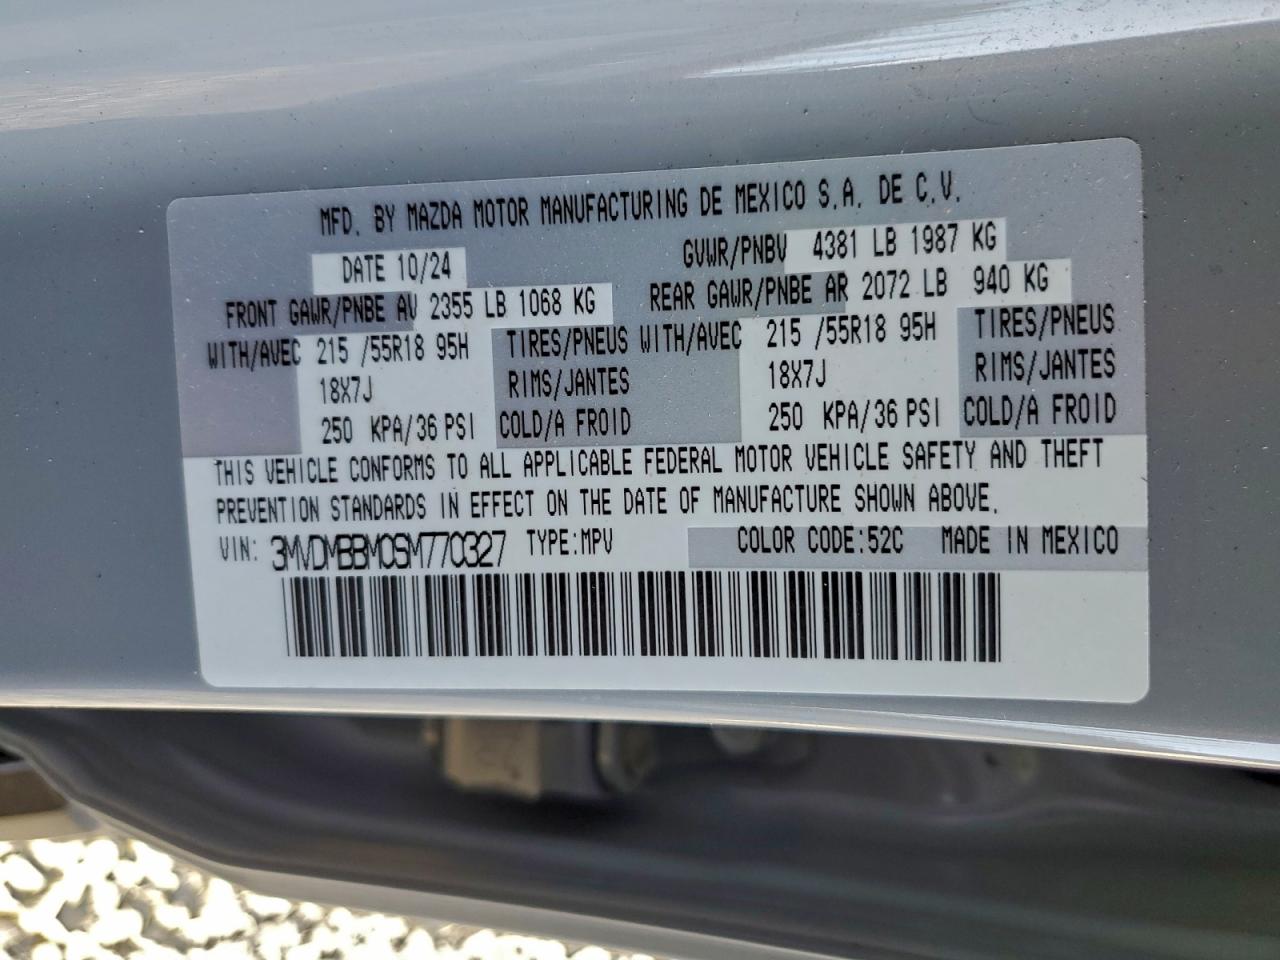 MFD. BY MAZDA MOTOR MANUFACTURING DE MEXICO S.A. DE C.V.
DATE 10/24 GVWR/PNBV 4381 LB 1987 KG
FRONT GAWR/PNBE AV 2355 LB 1068 KG REAR GAWR/PNBE AR 2072 LB 940 KG
WITH/AVEC 215 /55R18 95H TIRES/PNEUS WITH/AVEC 215 /55R18 95H TIRES/PNEUS
18X7J RIMS/JANTES 18X7J RIMS/JANTES
250 KPA/36 PSI COLD/A FROID 250 KPA/36 PSI COLD/A FROID
THIS VEHICLE CONFORMS TO ALL APPLICABLE FEDERAL MOTOR VEHICLE SAFETY AND THEFT
PREVENTION STANDARDS IN EFFECT ON THE DATE OF MANUFACTURE SHOWN ABOVE.
VIN: 3MVDMBBM0SM770327 TYPE:MPV COLOR CODE:52C MADE IN MEXICO